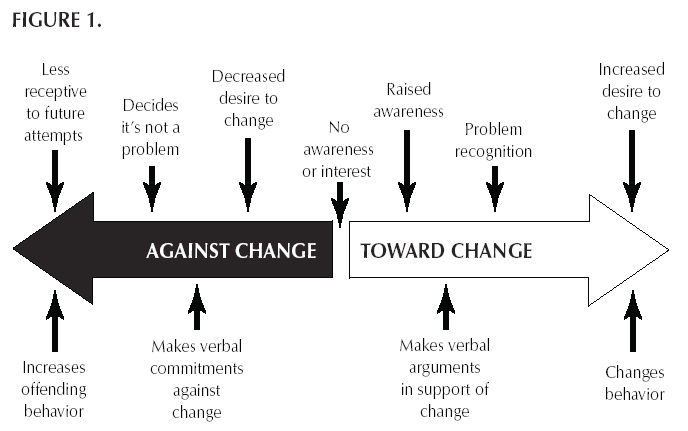 FIGURE 1.
Less
receptive
to future
attempts
Decides
it's not a
problem
Decreased
desire to
change
No
awareness
or interest
Raised
awareness
Problem
recognition
Increased
desire to
change
AGAINST CHANGE
TOWARD CHANGE
Increases
offending
behavior
Makes verbal
commitments
against
change
Makes verbal
arguments
in support of
change
Changes
behavior